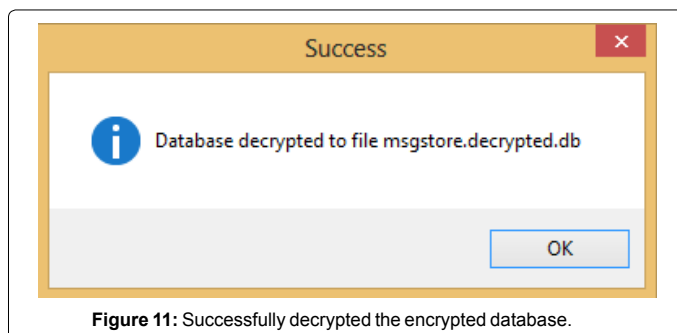 Success
Database decrypted to file msgstore.decrypted.db
OK
Figure 11: Successfully decrypted the encrypted database.